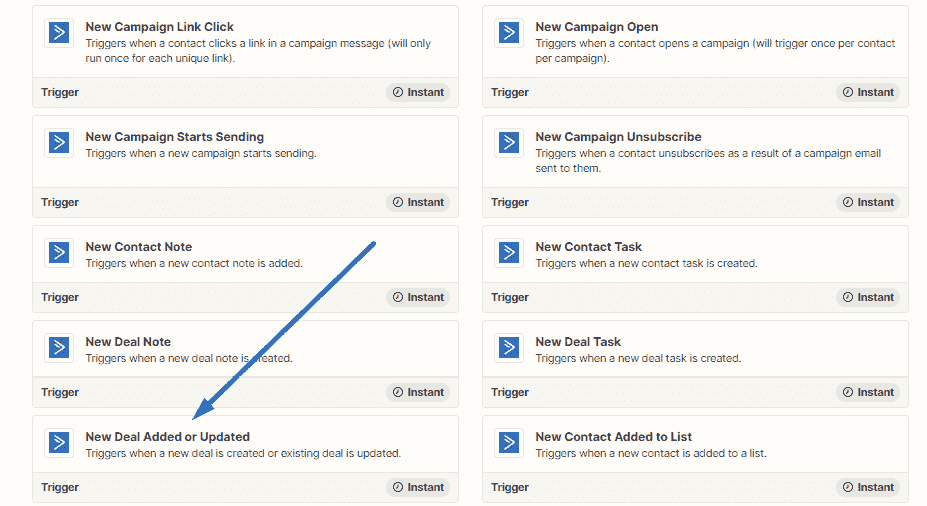 New Campaign Link Click
Triggers when a contact clicks a link in a campaign message (will only
run once for each unique link).
Trigger
Instant
New Campaign Open
Triggers when a contact opens a campaign (will trigger once per contact
per campaign).
Trigger
Instant
New Campaign Starts Sending
Triggers when a new campaign starts sending.
Trigger
Instant
New Campaign Unsubscribe
Triggers when a contact unsubscribes as a result of a campaign email
sent to them.
Trigger
Instant
New Contact Note
Triggers when a new contact note is added.
Trigger
Instant
New Contact Task
Triggers when a new contact task is created.
Trigger
Instant
New Deal Note
Triggers when a new deal note is created.
Trigger
Instant
New Deal Task
Triggers when a new deal task is created.
Trigger
Instant
New Deal Added or Updated
Triggers when a new deal is created or existing deal is updated.
Trigger
Instant
New Contact Added to List
Triggers when a new contact is added to a list.
Trigger
Instant